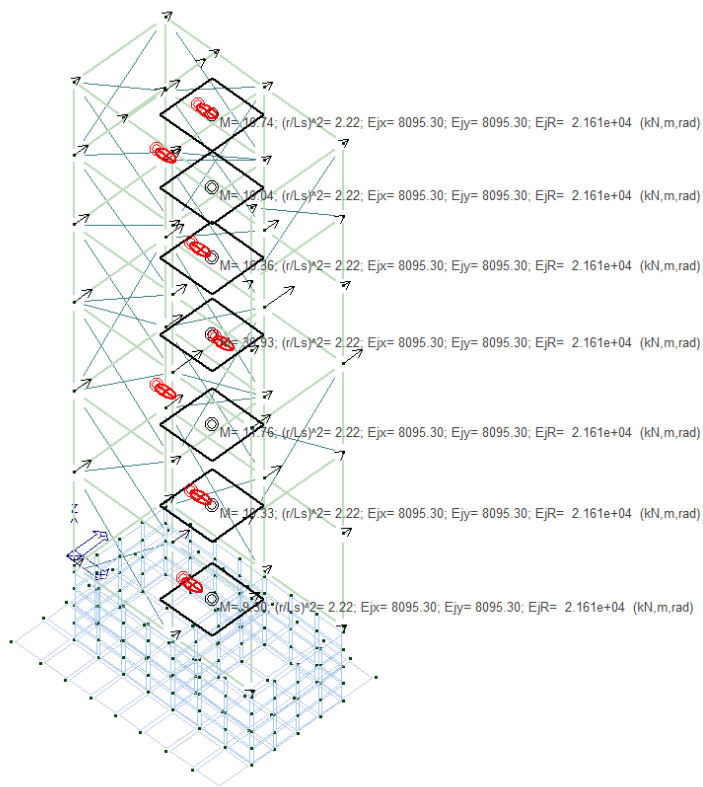 M= 16.74; (r/Ls)^2= 2.22; Ejx= 8095.30; Ejy= 8095.30; EjR= 2.161e+04 (kN,m,rad)
(r/Ls)^2= 2.22; Ejx= 8095.30; Ejy= 8095.30; EjR= 2.161e+04 (kN,m,rad)
(r/Ls)^2= 2.22; Ejx= 8095.30; Ejy= 8095.30; EjR= 2.161e+04 (kN,m,rad)
(r/Ls)^2= 2.22; Ejx= 8095.30; Ejy= 8095.30; EjR= 2.161e+04 (kN,m,rad)
(r/Ls)^2= 2.22; Ejx= 8095.30; Ejy= 8095.30; EjR= 2.161e+04 (kN,m,rad)
(r/Ls)^2= 2.22; Ejx= 8095.30; Ejy= 8095.30; EjR= 2.161e+04 (kN,m,rad)
Z
(r/Ls)^2= 2.22; Ejx= 8095.30; Ejy= 8095.30; EjR= 2.161e+04 (kN,m,rad)